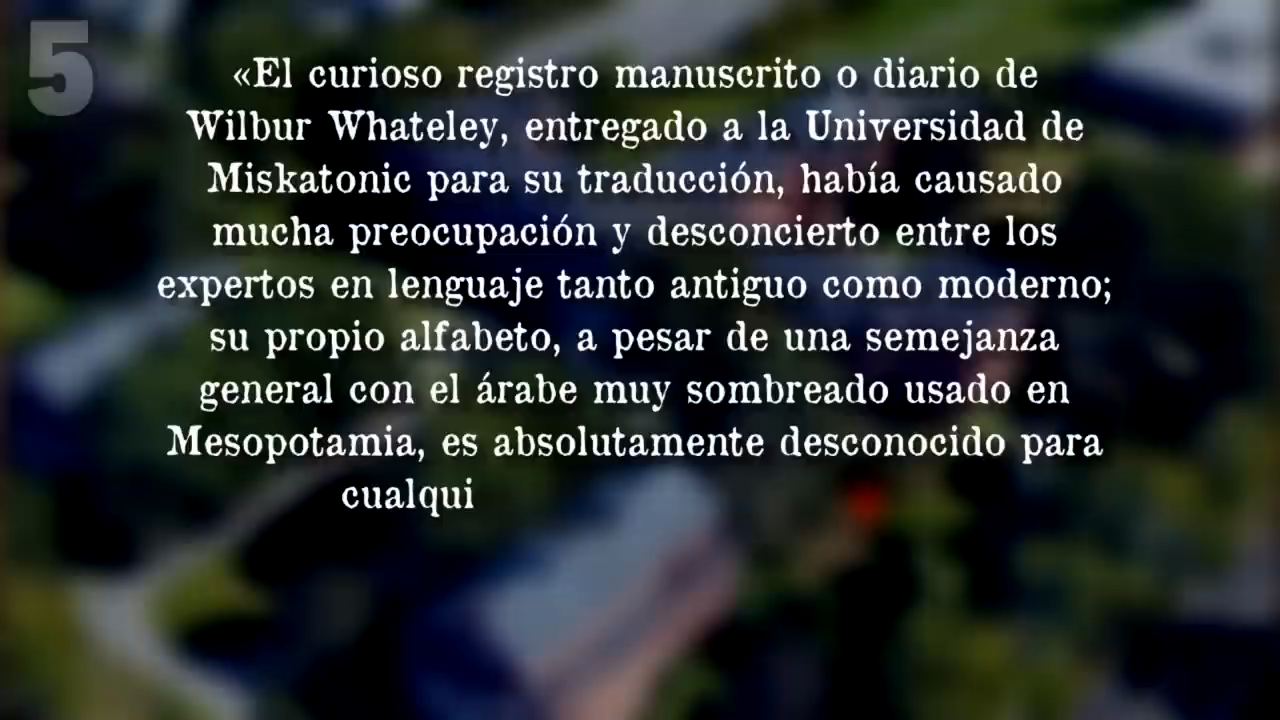 5
«El curioso registro manuscrito o diario de
Wilbur Whateley, entregado a la Universidad de
Miskatonic para su traducción, había causado
mucha preocupación y desconcierto entre los
expertos en lenguaje tanto antiguo como moderno;
su propio alfabeto, a pesar de una semejanza
general con el árabe muy sombreado usado en
Mesopotamia, es absolutamente desconocido para
cualqui